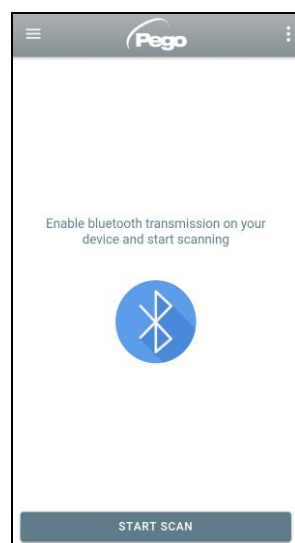 Pego
Enable bluetooth transmission on your
device and start scanning
START SCAN